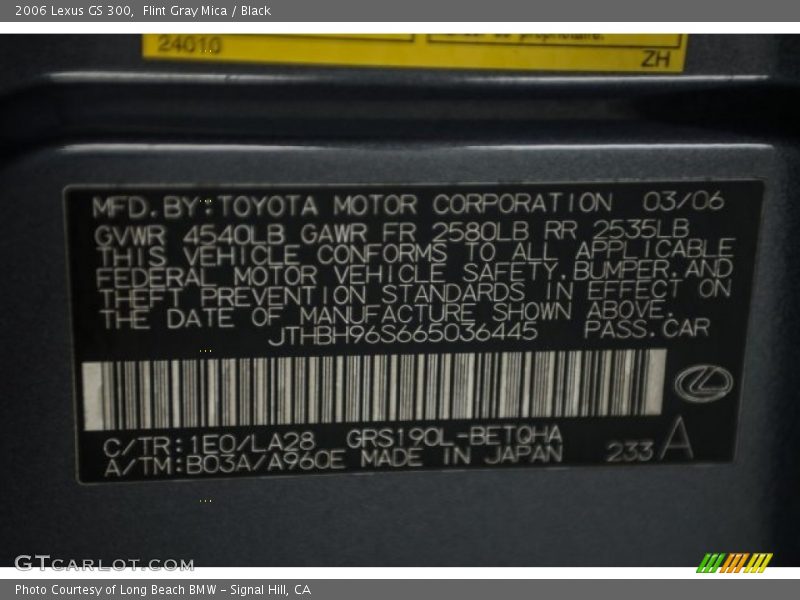 2006 Lexus GS 300,  Flint Gray Mica / Black
24010
ZH
MFD.BY:TOYOTA MOTOR CORPORATION 03/06
GVWR 4540LB GAWR FR 2580LB RR 2535LB
THIS VEHICLE CONFORMS TO ALL APPLICABLE
FEDERAL MOTOR VEHICLE SAFETY,BUMPER,AND
THEFT PREVENTION STANDARDS IN EFFECT ON
THE DATE OF MANUFACTURE SHOWN ABOVE.
JTHBH96S665036445 PASS.CAR
C/TR:1E0/LA28 GRS190L-BETQHA
A/TM:B03A/A960E MADE IN JAPAN 233 A
GTCARLOT.COM
Photo Courtesy of Long Beach BMW - Signal Hill, CA